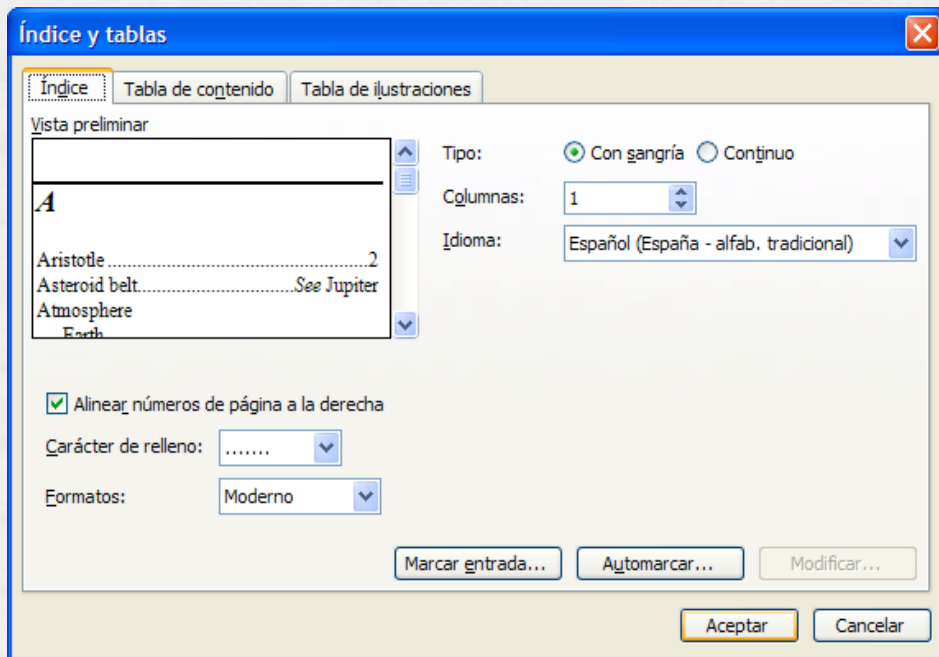 Índice y tablas
Índice
Tabla de contenido
Tabla de ilustraciones
Vista preliminar
A
Aristotle.......................................2
Asteroid belt..............................See Jupiter
Atmosphere
Earth
Tipo:
Con sangría
Continuo
Columnas:
1
Idioma:
Español (España - alfab. tradicional)
Alinear números de página a la derecha
Carácter de relleno:
.......
Formatos:
Moderno
Marcar entrada...
Automarcar...
Modificar...
Aceptar
Cancelar